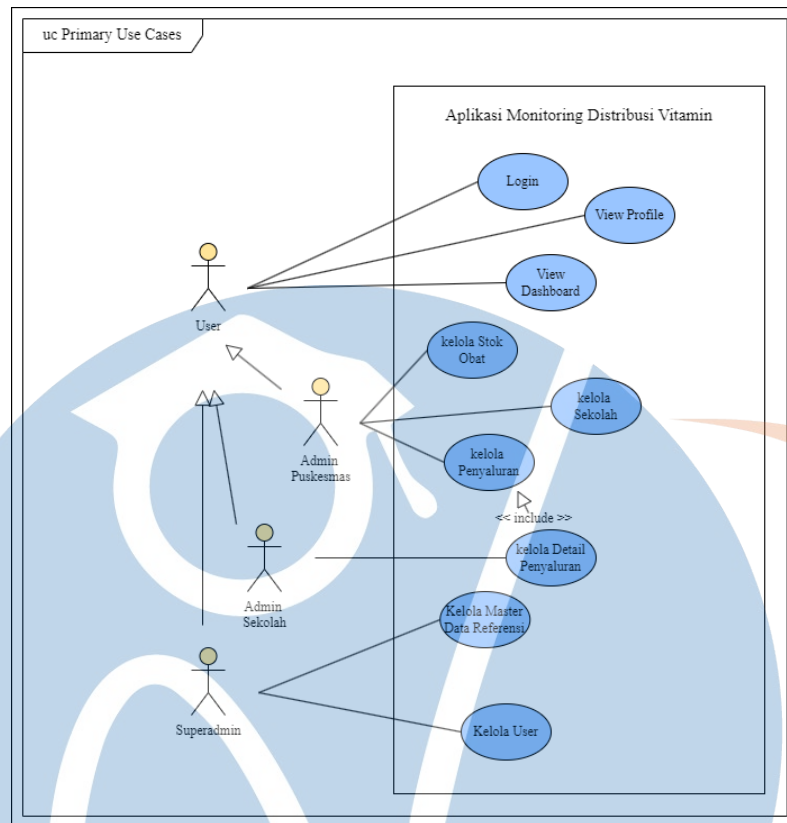 uc Primary Use Cases
Aplikasi Monitoring Distribusi Vitamin
Login
View Profile
View
Dashboard
User
kelola Stok
Obat
kelola
Sekolah
Admin
Puskesmas
kelola
Penyaluran
<< include >>
kelola Detail
Penyaluran
Admin
Sekolah
Kelola Master
Data Referensi
Superadmin
Kelola User